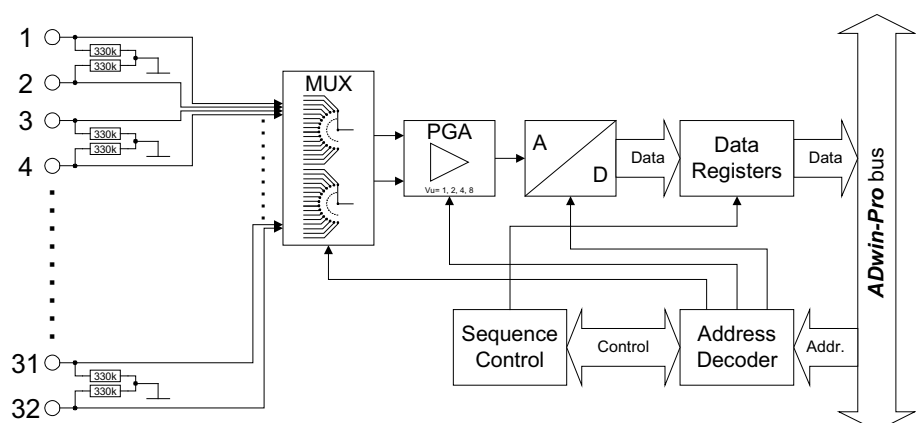 1
330k
330k
2
3
330k
330k
4
31
330k
330k
32
MUX
PGA
Vu= 1, 2, 4, 8
A
D
Data
Data
Registers
Data
Sequence
Control
Control
Address
Decoder
Addr.
ADwin-Pro bus